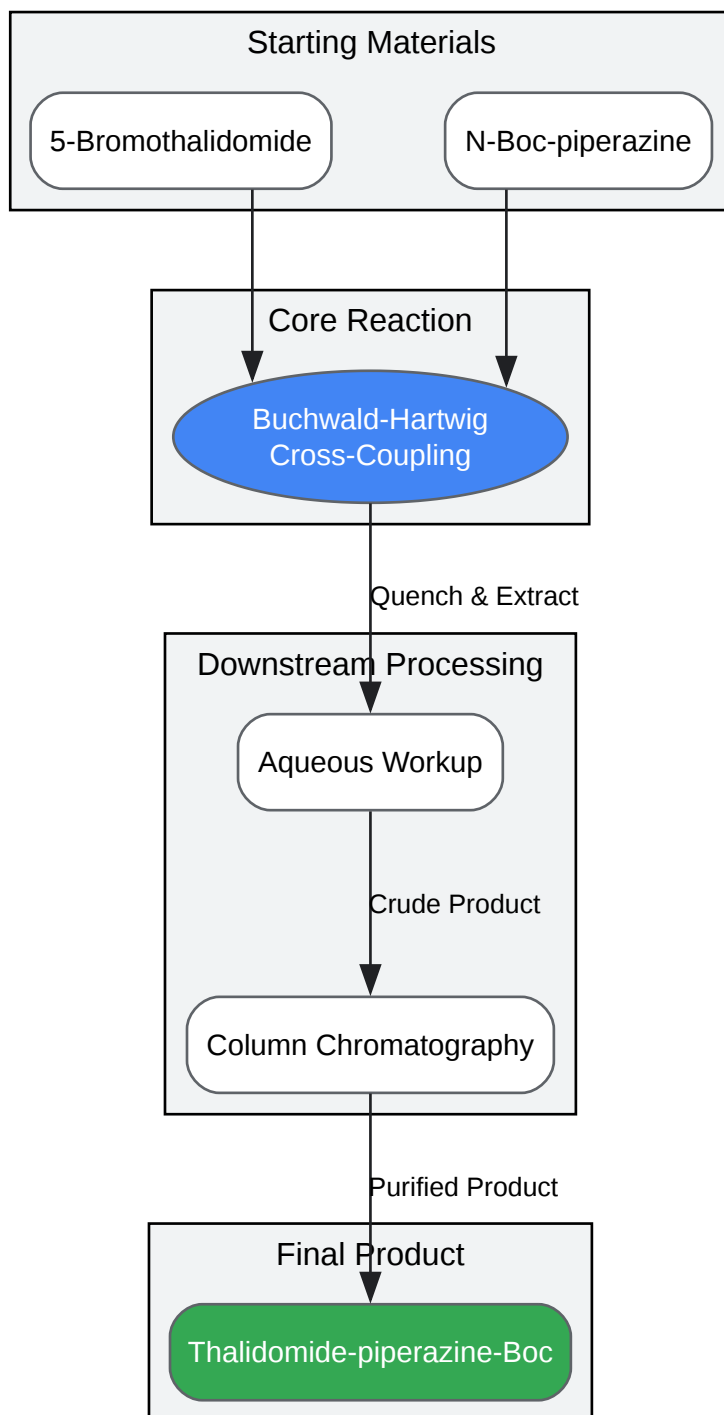 Starting Materials
5-Bromothalidomide
N-Boc-piperazine
Core Reaction
Buchwald-Hartwig
Cross-Coupling
Quench & Extract
Downstream Processing
Aqueous Workup
Crude Product
Column Chromatography
Purified Product
Final Product
Thalidomide-piperazine-Boc